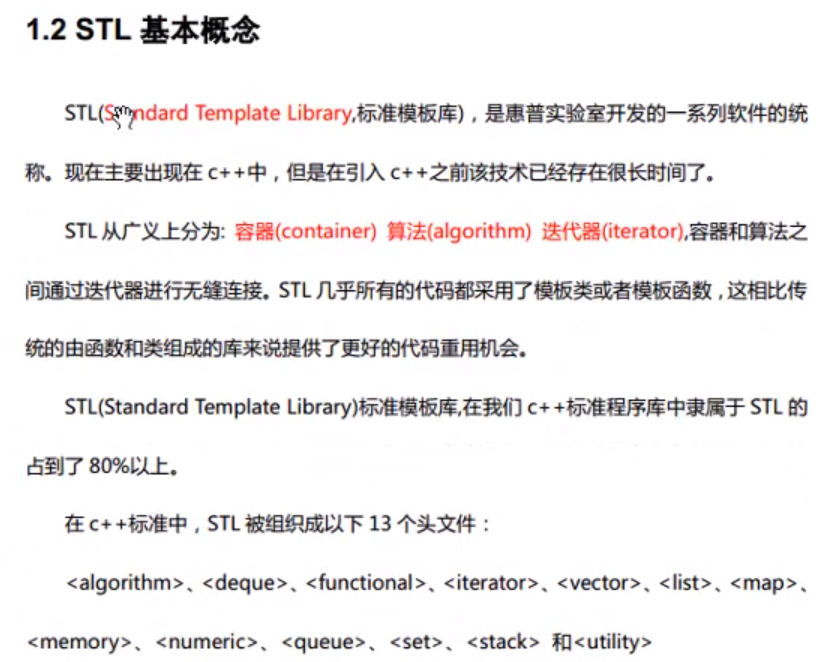 1.2 STL 基本概念
STL(Standard Template Library,标准模板库)，是惠普实验室开发的一系列软件的统
称。现在主要出现在 c++中，但是在引入 c++之前该技术已经存在很长时间了。
STL 从广义上分为: 容器(container) 算法(algorithm) 迭代器(iterator),容器和算法之
间通过迭代器进行无缝连接。STL 几乎所有的代码都采用了模板类或者模板函数，这相比传
统的由函数和类组成的库来说提供了更好的代码重用机会。
STL(Standard Template Library)标准模板库,在我们 c++标准程序库中隶属于 STL 的
占到了 80%以上。
在 c++标准中，STL 被组织成以下 13 个头文件：
<algorithm>、<deque>、<functional>、<iterator>、<vector>、<list>、<map>、
<memory>、<numeric>、<queue>、<set>、<stack> 和<utility>